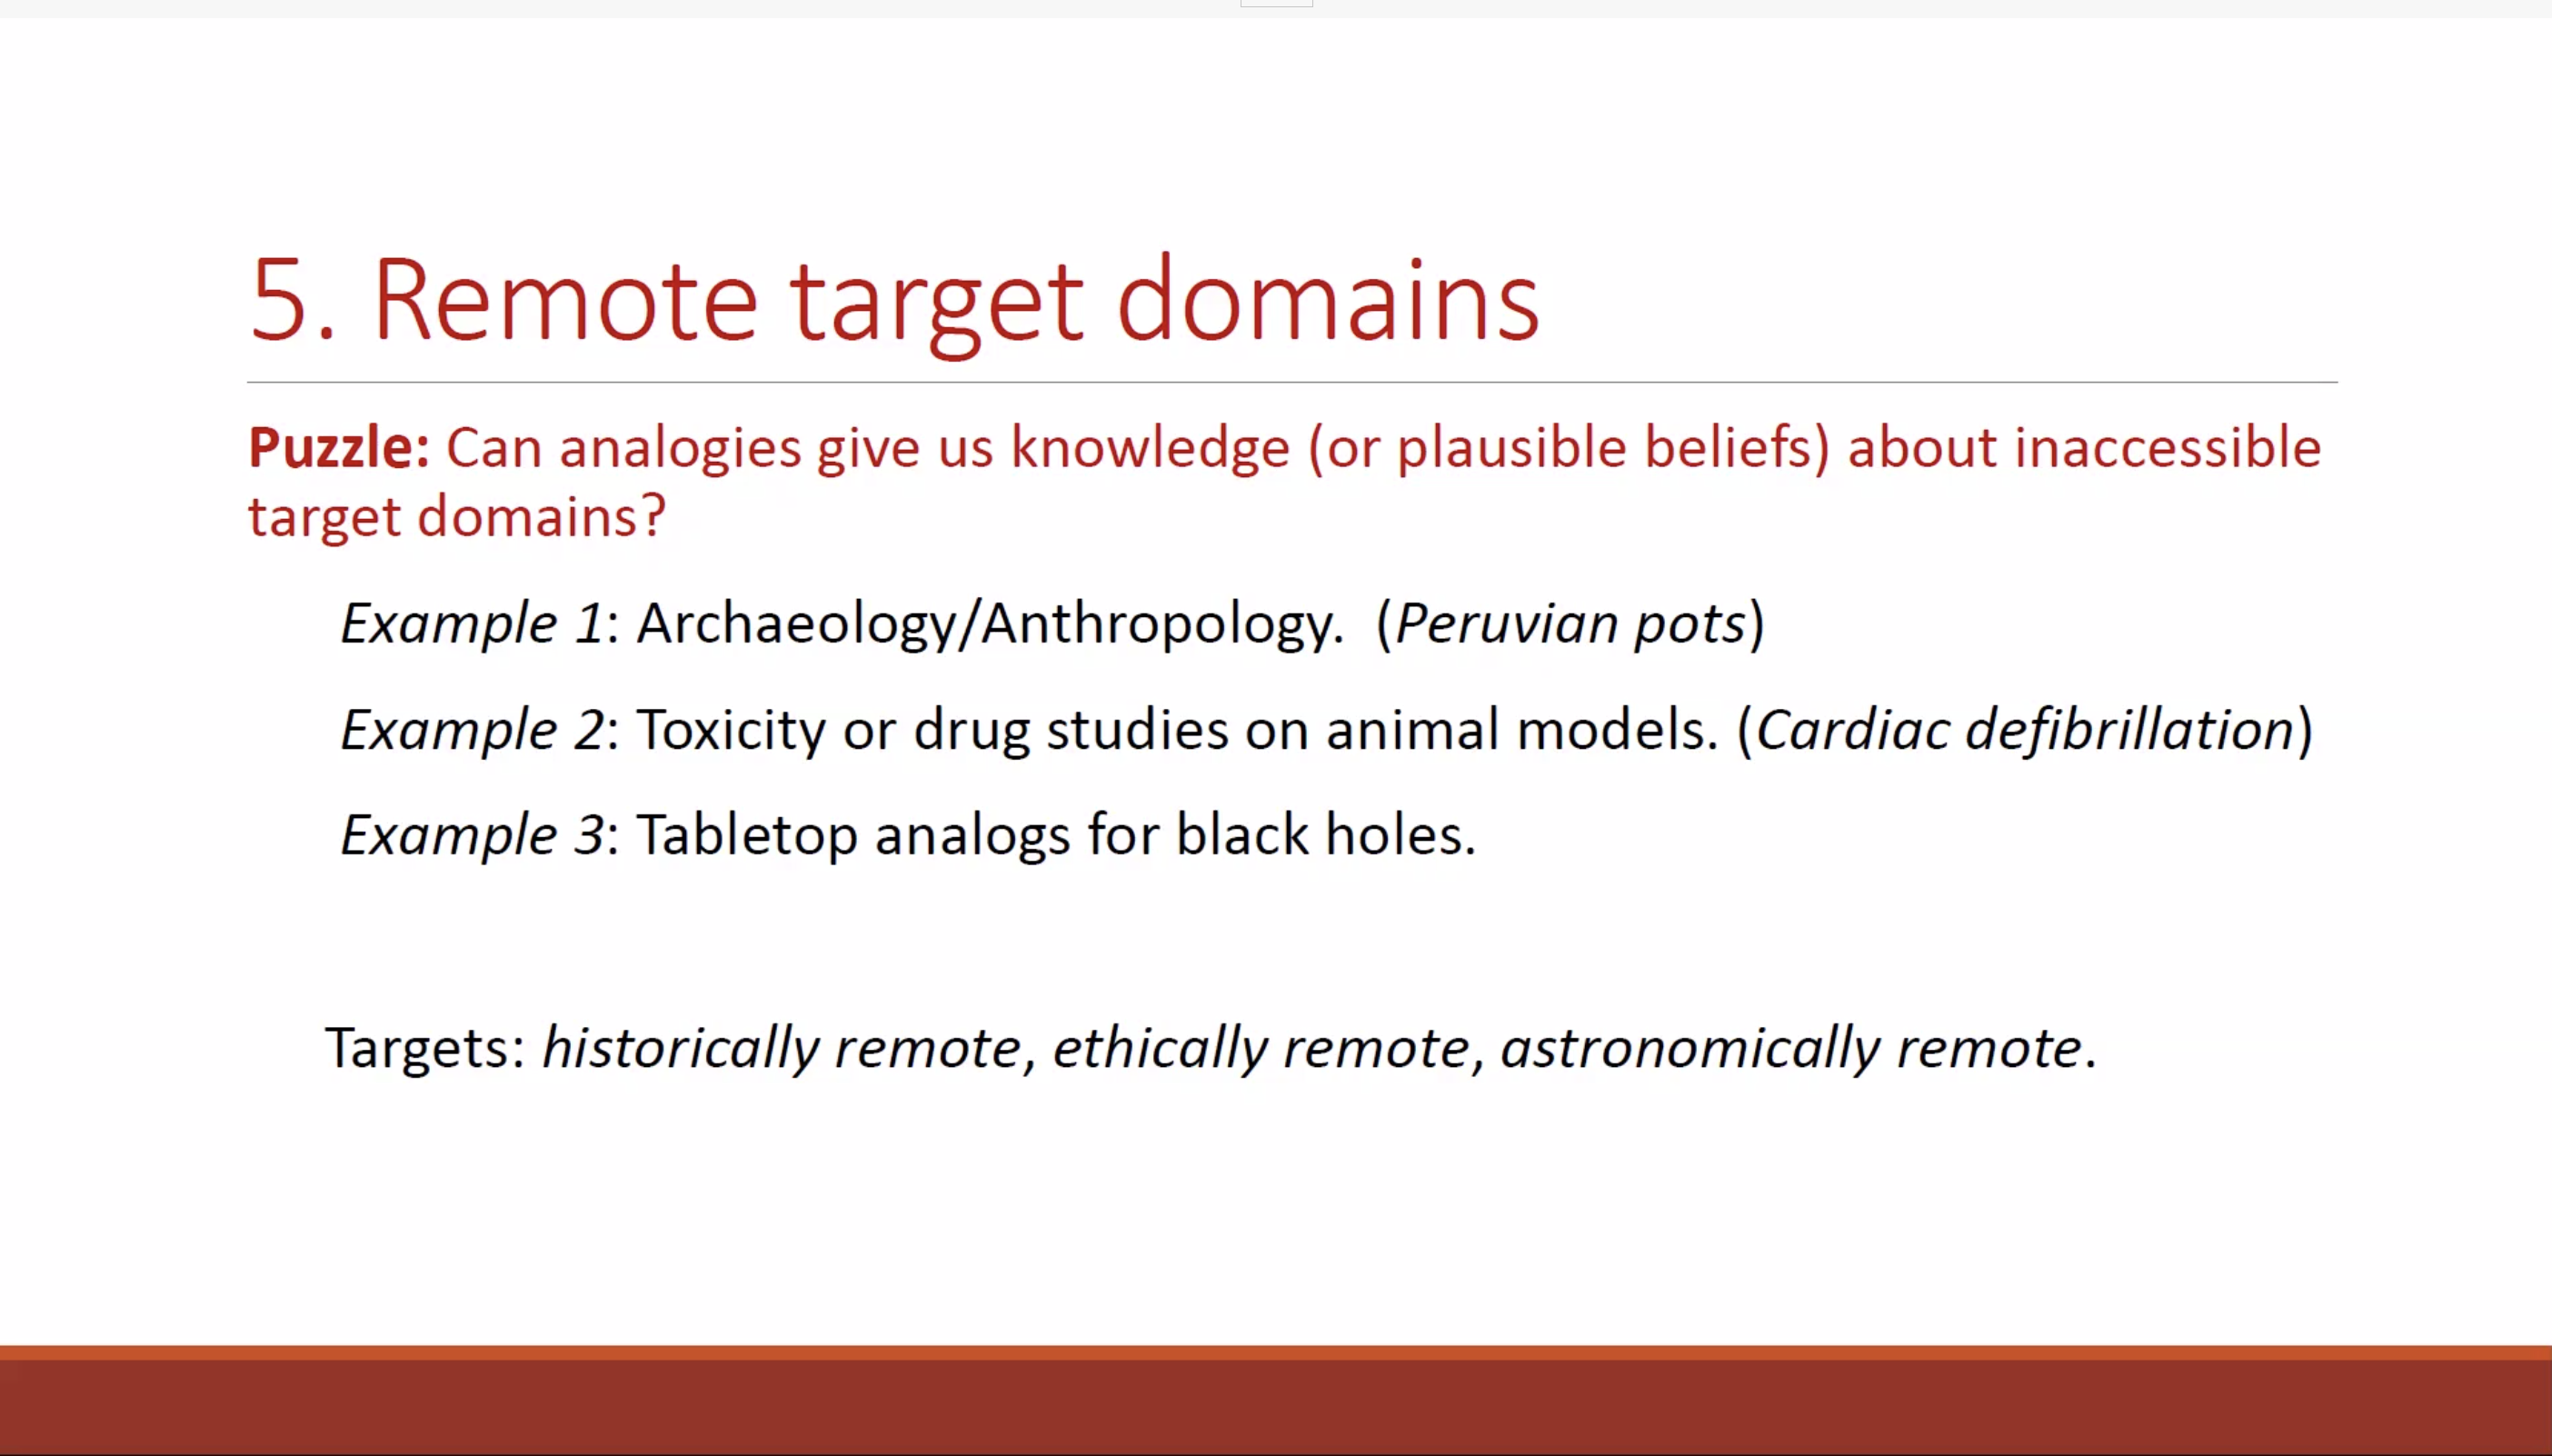 5. Remote target domains
Puzzle: Can analogies give us knowledge (or plausible beliefs) about inaccessible
target domains?
Example 1: Archaeology/Anthropology. (Peruvian pots)
Example 2: Toxicity or drug studies on animal models. (Cardiac defibrillation)
Example 3: Tabletop analogs for black holes.
Targets: historically remote, ethically remote, astronomically remote.